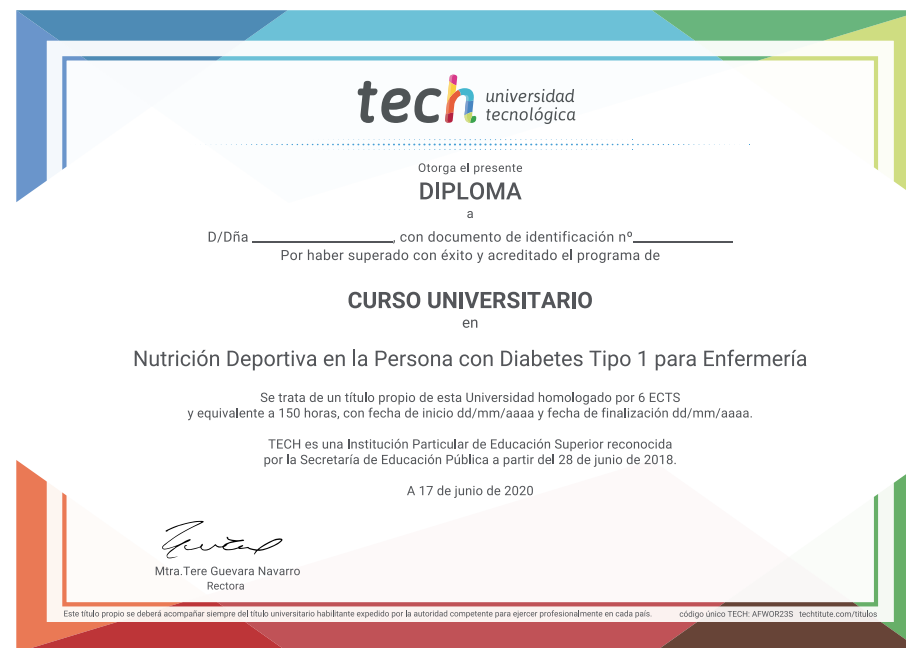 tech universidad
tecnológica
Otorga el presente
DIPLOMA
a
D/Dña ____________________, con documento de identificación nº______________
Por haber superado con éxito y acreditado el programa de
CURSO UNIVERSITARIO
en
Nutrición Deportiva en la Persona con Diabetes Tipo 1 para Enfermería
Se trata de un título propio de esta Universidad homologado por 6 ECTS
y equivalente a 150 horas, con fecha de inicio dd/mm/aaaa y fecha de finalización dd/mm/aaaa.
TECH es una Institución Particular de Educación Superior reconocida
por la Secretaría de Educación Pública a partir del 28 de junio de 2018.
A 17 de junio de 2020
Mtra.Tere Guevara Navarro
Rectora
Este título propio se deberá acompañar siempre del título universitario habilitante expedido por la autoridad competente para ejercer profesionalmente en cada país. código único TECH: AFWOR23S techtitute.com/titulos